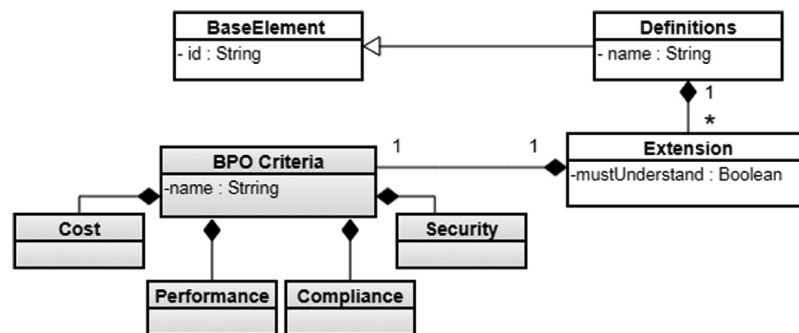 BaseElement
- id : String
Definitions
- name : String
1
*
Extension
-mustUnderstand : Boolean
1
1
BPO Criteria
-name : Strring
Cost
Security
Performance
Compliance